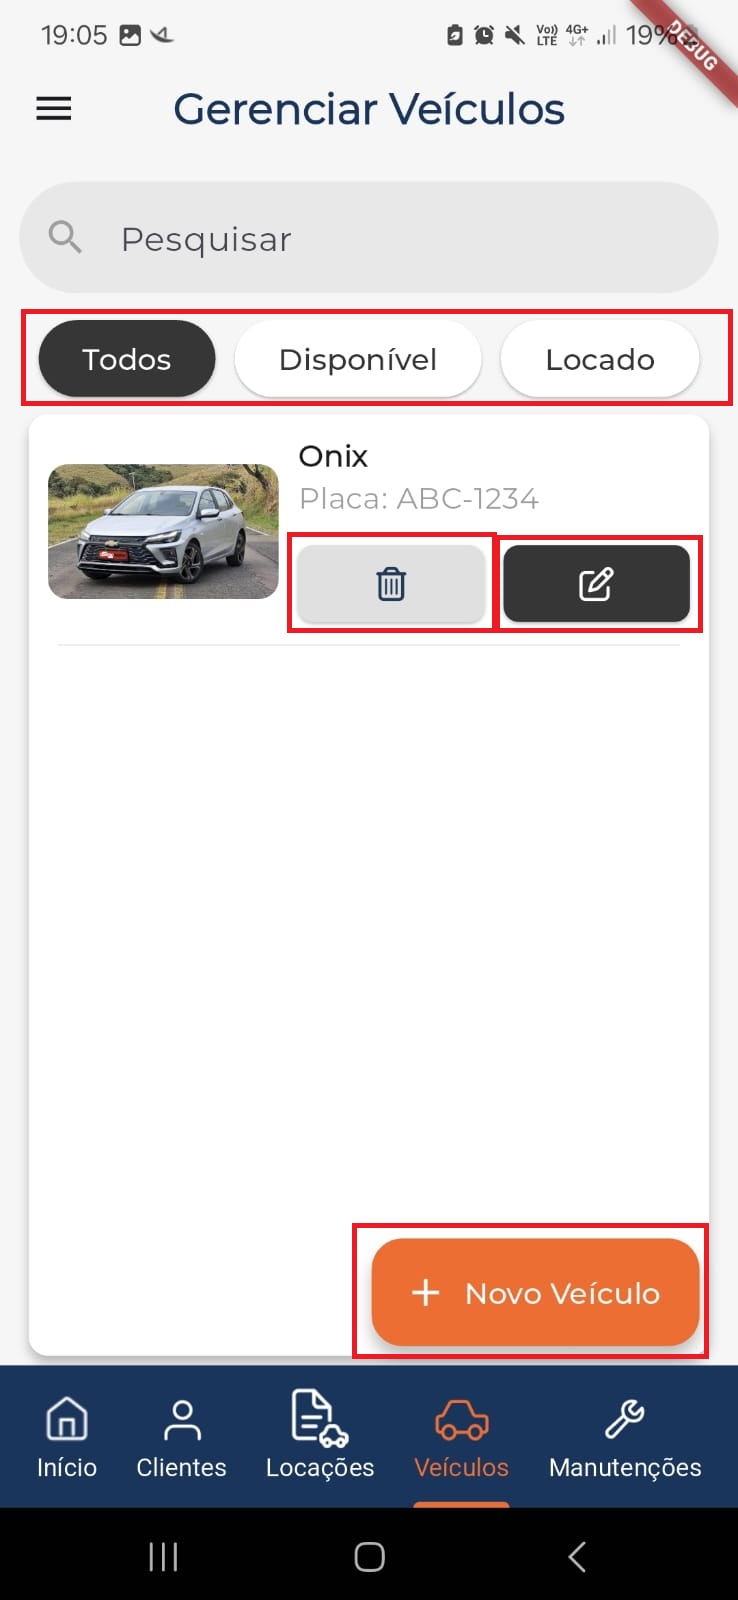 19:05 Vo)) LTE 4G+ 19%
DEBUG
Gerenciar Veículos
Pesquisar
Todos Disponível Locado
Onix
Placa: ABC-1234
+ Novo Veículo
Início Clientes Locações Veículos Manutenções